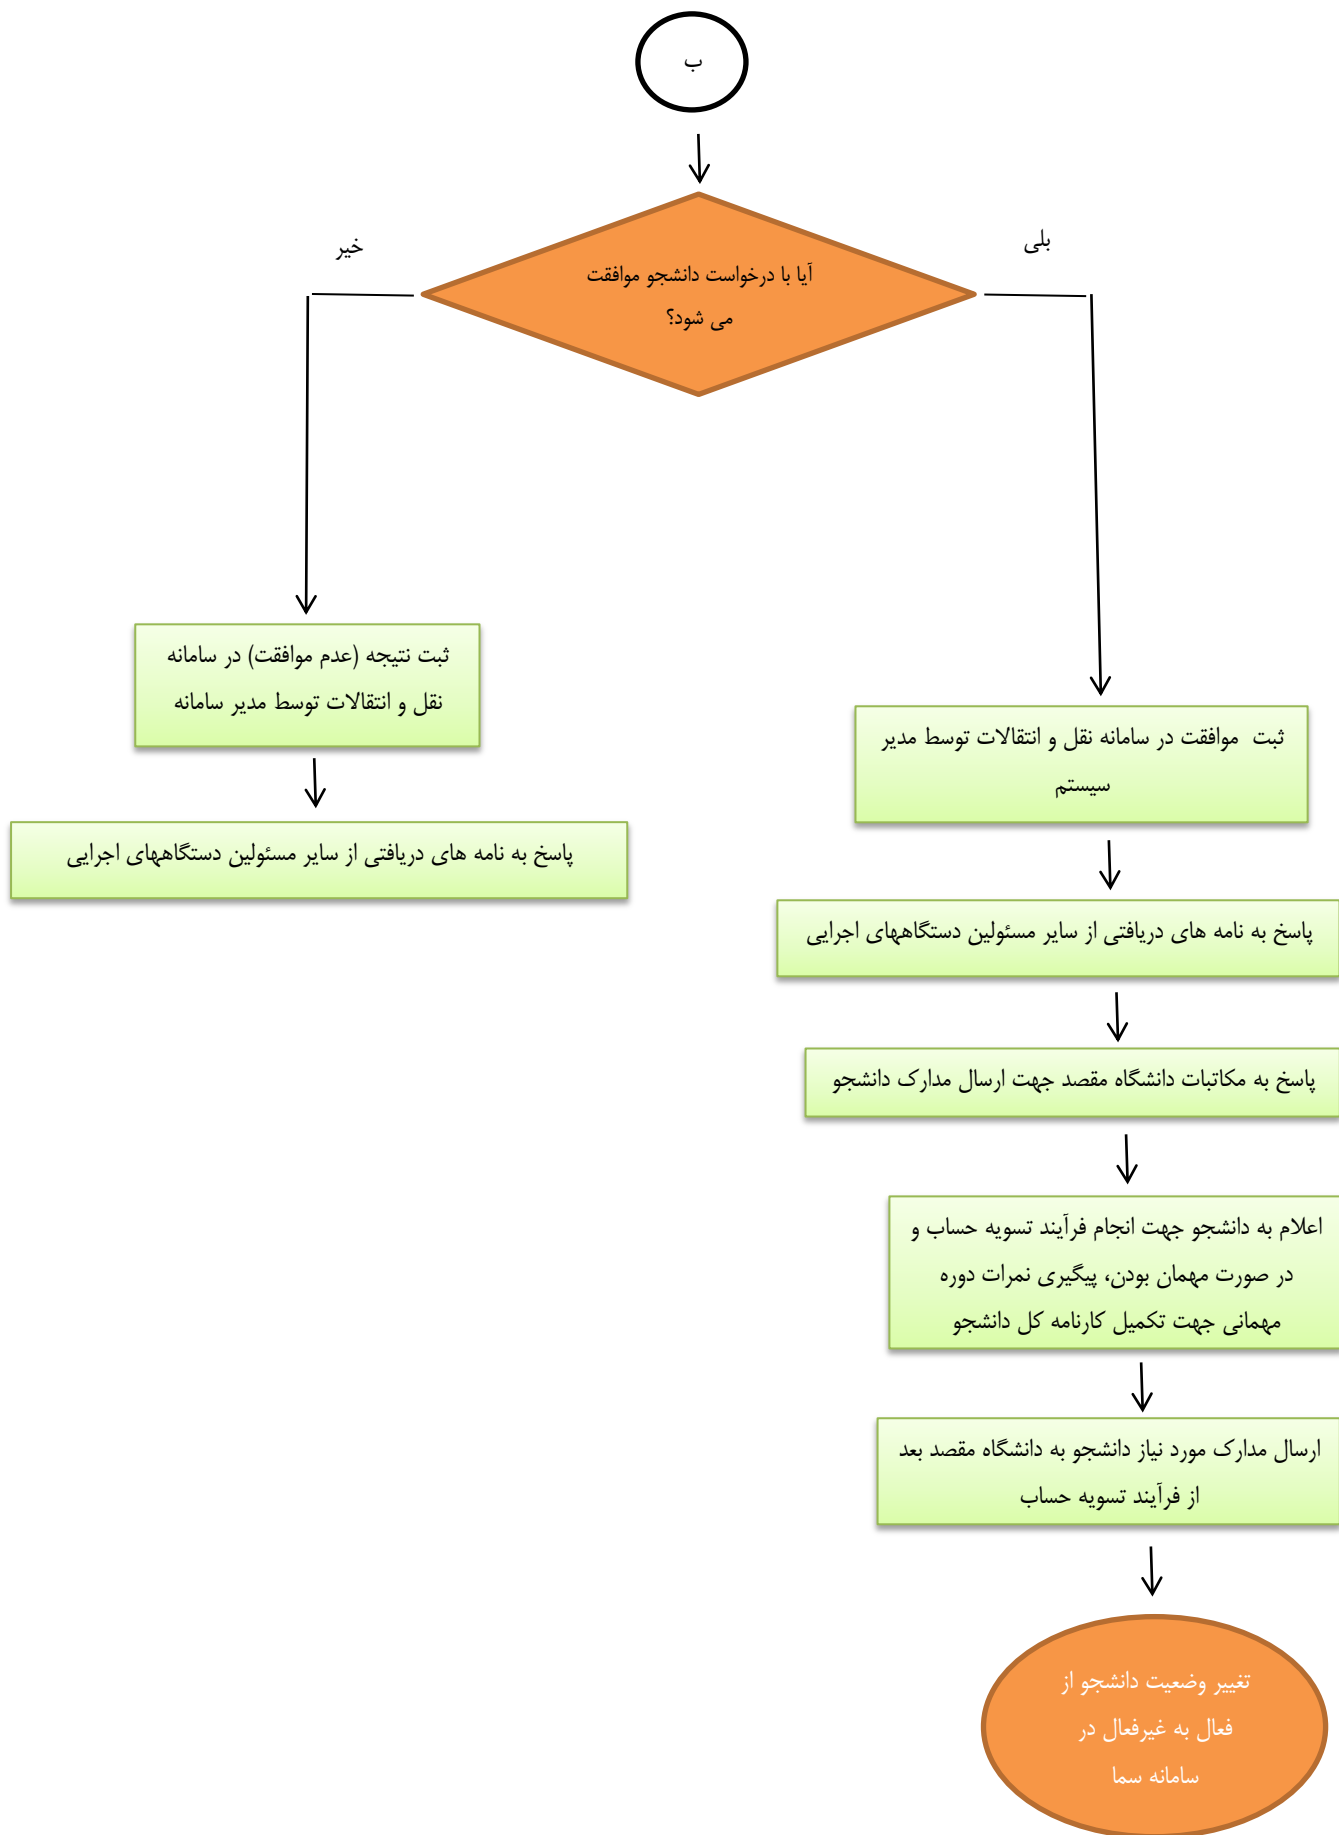 ب
بلی
خیر
آیا با درخواست دانشجو موافقت
می شود؟
ثبت نتیجه (عدم موافقت) در سامانه
نقل و انتقالات توسط مدیر سامانه
پاسخ به نامه های دریافتی از سایر مسئولین دستگاههای اجرایی
ثبت  موافقت در سامانه نقل و انتقالات توسط مدیر
سیستم
پاسخ به نامه های دریافتی از سایر مسئولین دستگاههای اجرایی
پاسخ به مکاتبات دانشگاه مقصد جهت ارسال مدارک دانشجو
اعلام به دانشجو جهت انجام فرآیند تسویه حساب و
در صورت مهمان بودن، پیگیری نمرات دوره
مهمانی جهت تکمیل کارنامه کل دانشجو
ارسال مدارک مورد نیاز دانشجو به دانشگاه مقصد بعد
از فرآیند تسویه حساب
تغییر وضعیت دانشجو از
فعال به غیرفعال در
سامانه سما